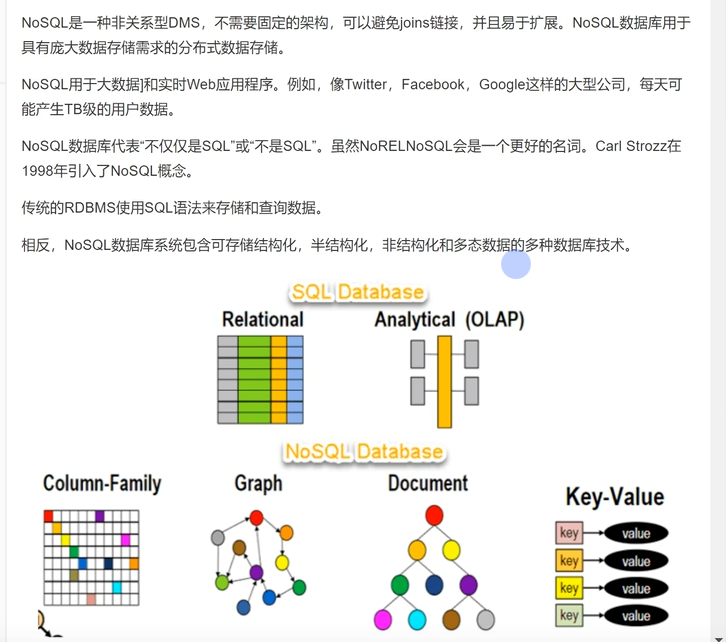 NoSQL是一种非关系型DMS，不需要固定的架构，可以避免joins链接，并且易于扩展。NoSQL数据库用于
具有庞大数据存储需求的分布式数据存储。
NoSQL用于大数据]和实时Web应用程序。例如，像Twitter，Facebook，Google这样的大型公司，每天可
能产生TB级的用户数据。
NoSQL数据库代表“不仅仅是SQL”或“不是SQL”。虽然NoRELNoSQL会是一个更好的名词。Carl Strozz在
1998年引入了NoSQL概念。
传统的RDBMS使用SQL语法来存储和查询数据。
相反，NoSQL数据库系统包含可存储结构化，半结构化，非结构化和多态数据的多种数据库技术。
SQL Database
Relational Analytical (OLAP)
NoSQL Database
Column-Family Graph Document Key-Value
key value
key value
key value
key value